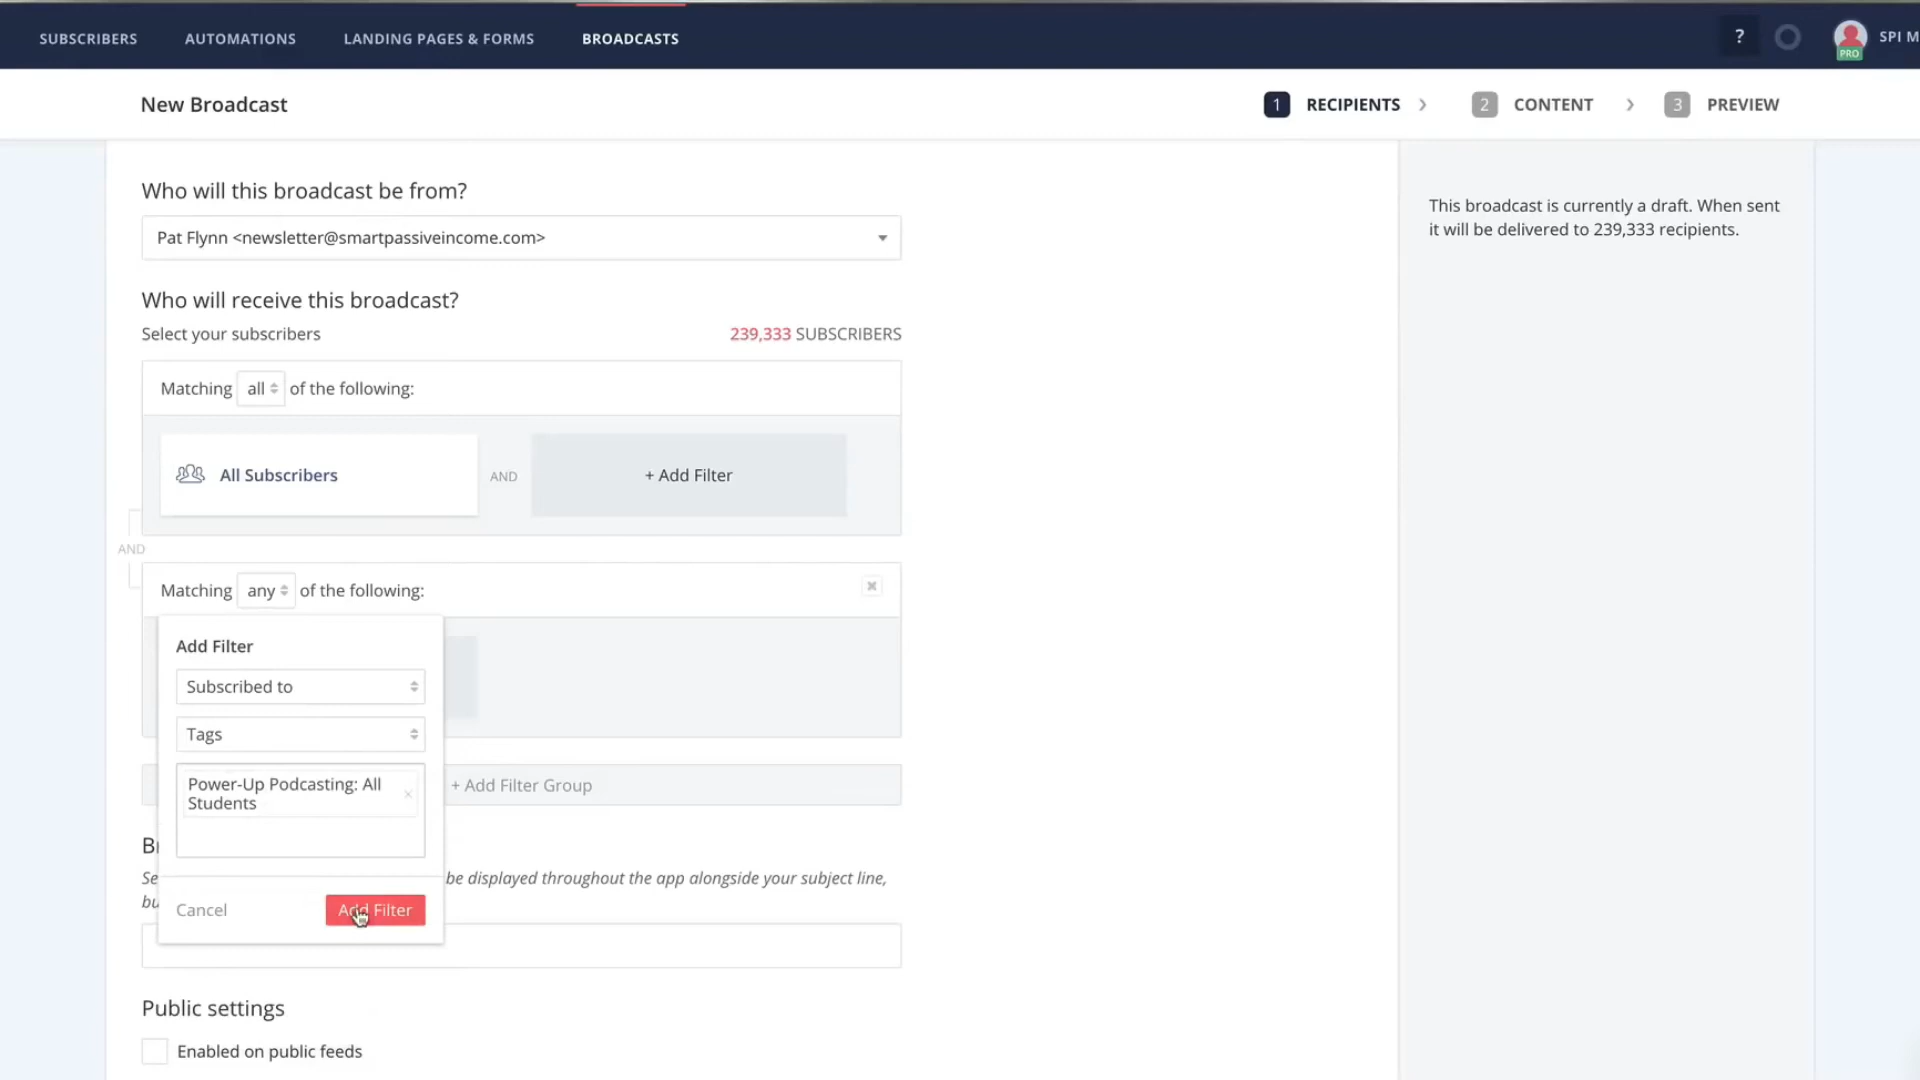 SUBSCRIBERS AUTOMATIONS LANDING PAGES & FORMS BROADCASTS ? PRO SPI M
New Broadcast 1 RECIPIENTS 2 CONTENT 3 PREVIEW
Who will this broadcast be from?
Pat Flynn <newsletter@smartpassiveincome.com>
This broadcast is currently a draft. When sent
it will be delivered to 239,333 recipients.
Who will receive this broadcast?
Select your subscribers 239,333 SUBSCRIBERS
Matching all of the following:
All Subscribers AND + Add Filter
AND
Matching any of the following:
Add Filter
Subscribed to
Tags
Power-Up Podcasting: All
Students
Cancel Add Filter
+ Add Filter Group
Br
Se be displayed throughout the app alongside your subject line,
bu
Public settings
Enabled on public feeds